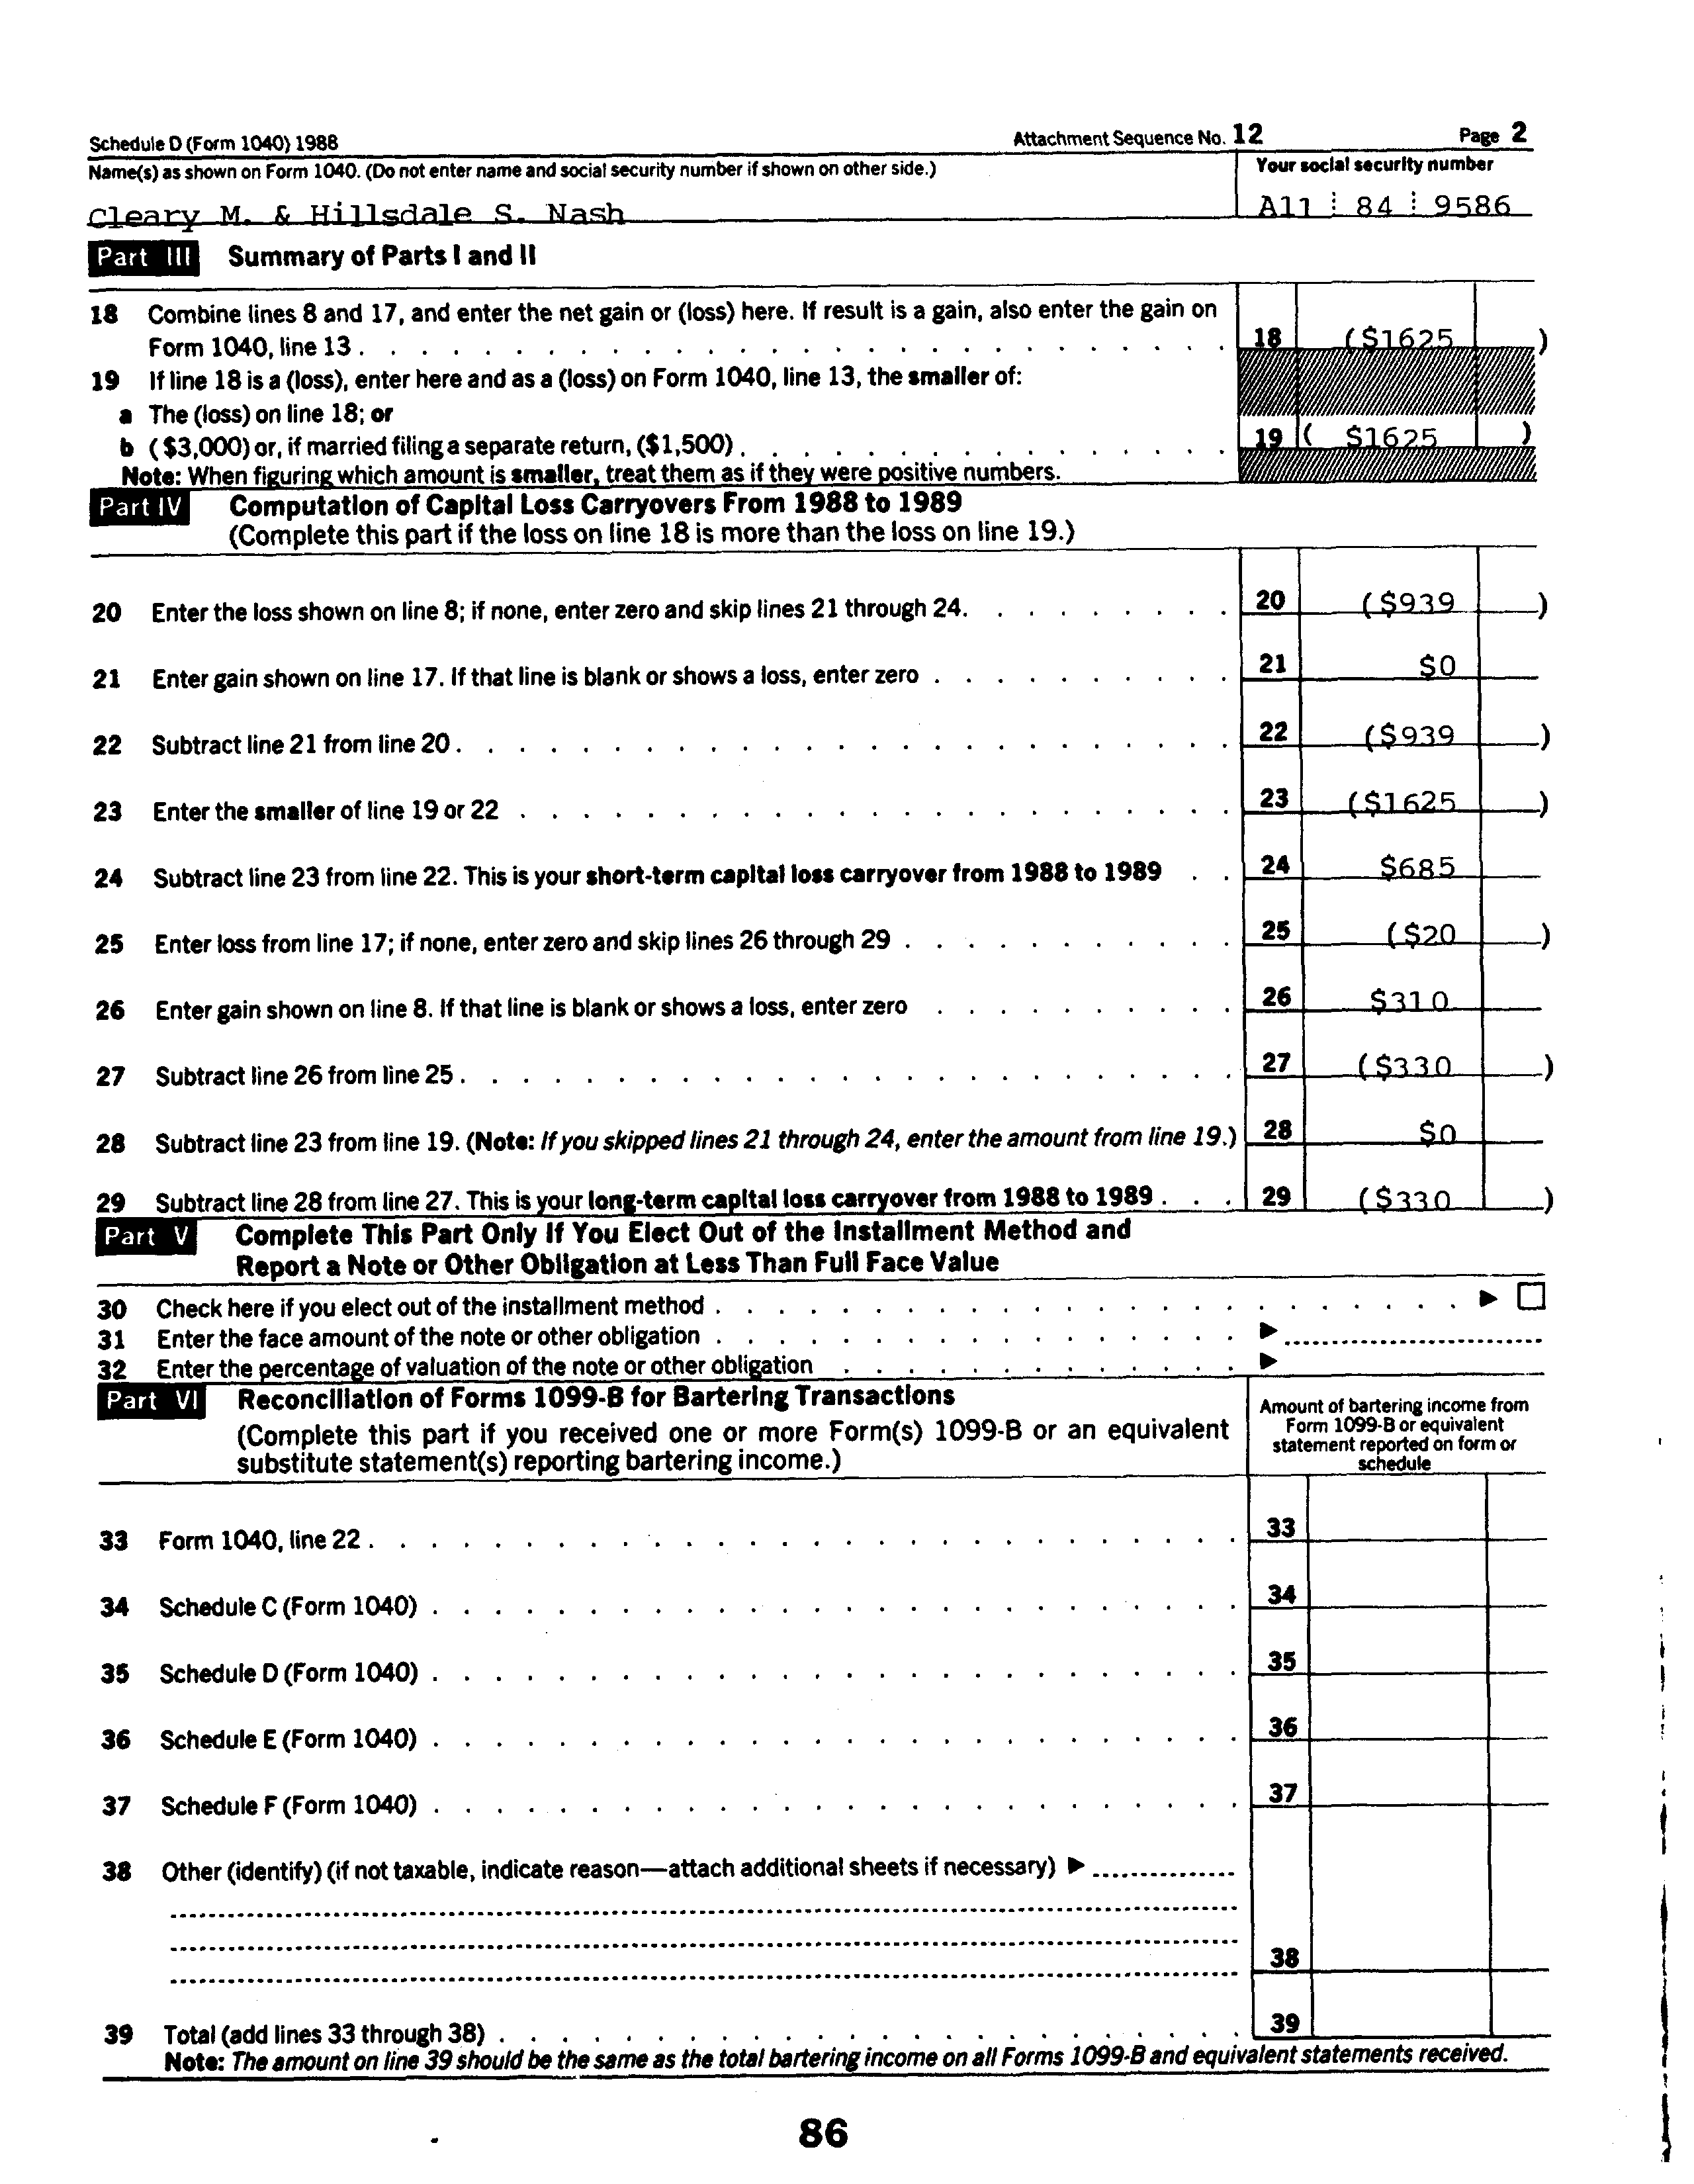 Schedule D (Form 1040) 1988 Attachment Sequence No. 12 Page 2
Name(s) as shown on Form 1040. (Do not enter name and social security number if shown on other side.) Your social security number
Cleary M. & Hillsdale S. Nash A11 84 9586
Part III Summary of Parts I and II
18 Combine lines 8 and 17, and enter the net gain or (loss) here. If result is a gain, also enter the gain on
Form 1040, line 13 . . . . 18 ($1625 )
19 If line 18 is a (loss), enter here and as a (loss) on Form 1040, line 13, the smaller of:
a The (loss) on line 18; or
b ($3,000) or, if married filing a separate return, ($1,500) . . . . 19 ( $1625 )
Note: When figuring which amount is smaller, treat them as if they were positive numbers.
Part IV Computation of Capital Loss Carryovers From 1988 to 1989
(Complete this part if the loss on line 18 is more than the loss on line 19.)
20 Enter the loss shown on line 8; if none, enter zero and skip lines 21 through 24. . . . . 20 ($939 )
21 Enter gain shown on line 17. If that line is blank or shows a loss, enter zero . . . . 21 $0
22 Subtract line 21 from line 20 . . . . 22 ($939 )
23 Enter the smaller of line 19 or 22 . . . . 23 ($1625 )
24 Subtract line 23 from line 22. This is your short-term capital loss carryover from 1988 to 1989 . . 24 $685
25 Enter loss from line 17; if none, enter zero and skip lines 26 through 29 . . . . 25 ($20 )
26 Enter gain shown on line 8. If that line is blank or shows a loss, enter zero . . . . 26 $310
27 Subtract line 26 from line 25 . . . . 27 ($330 )
28 Subtract line 23 from line 19. (Note: If you skipped lines 21 through 24, enter the amount from line 19.) 28 $0
29 Subtract line 28 from line 27. This is your long-term capital loss carryover from 1988 to 1989 . . . 29 ($330 )
Part V Complete This Part Only If You Elect Out of the Installment Method and
Report a Note or Other Obligation at Less Than Full Face Value
30 Check here if you elect out of the installment method . . . . ▶ ☐
31 Enter the face amount of the note or other obligation . . . . ▶
32 Enter the percentage of valuation of the note or other obligation . . . . ▶
Part VI Reconciliation of Forms 1099-B for Bartering Transactions
(Complete this part if you received one or more Form(s) 1099-B or an equivalent
substitute statement(s) reporting bartering income.)
Amount of bartering income from
Form 1099-B or equivalent
statement reported on form or
schedule
33 Form 1040, line 22 . . . . 33
34 Schedule C (Form 1040) . . . . 34
35 Schedule D (Form 1040) . . . . 35
36 Schedule E (Form 1040) . . . . 36
37 Schedule F (Form 1040) . . . . 37
38 Other (identify) (if not taxable, indicate reason—attach additional sheets if necessary) ▶
38
39 Total (add lines 33 through 38) . . . . 39
Note: The amount on line 39 should be the same as the total bartering income on all Forms 1099-B and equivalent statements received.
86